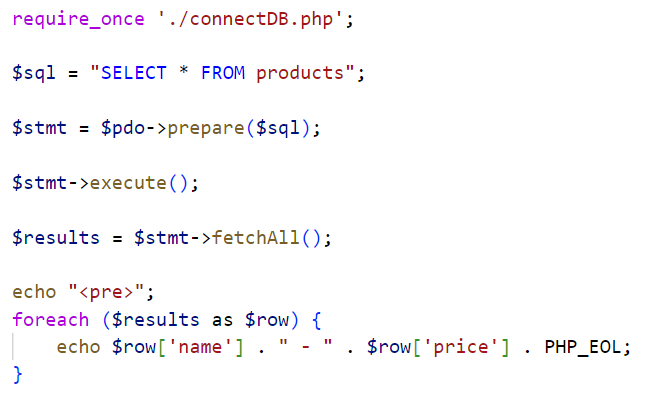 require_once './connectDB.php';
$sql = "SELECT * FROM products";
$stmt = $pdo->prepare($sql);
$stmt->execute();
$results = $stmt->fetchAll();
echo "<pre>";
foreach ($results as $row) {
    echo $row['name'] . " - " . $row['price'] . PHP_EOL;
}